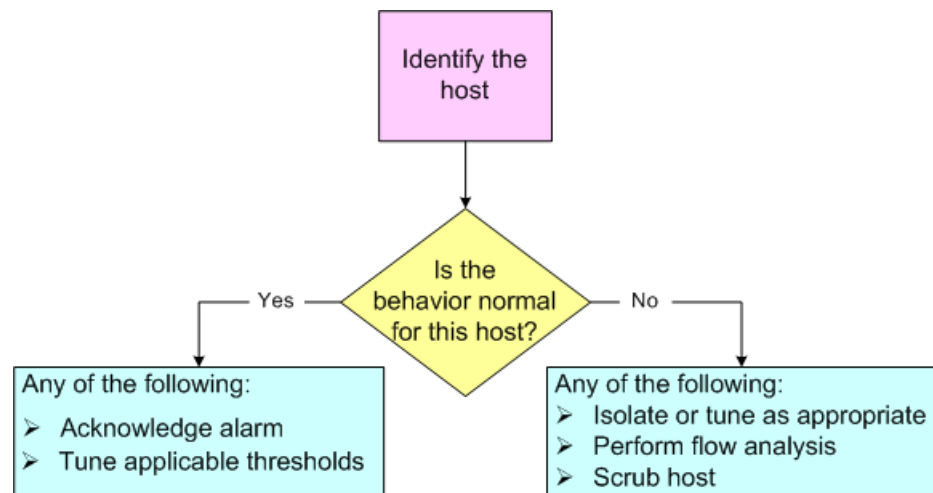 Identify the
host
Is the
behavior normal
for this host?
Yes
No
Any of the following:
➢ Acknowledge alarm
➢ Tune applicable thresholds
Any of the following:
➢ Isolate or tune as appropriate
➢ Perform flow analysis
➢ Scrub host